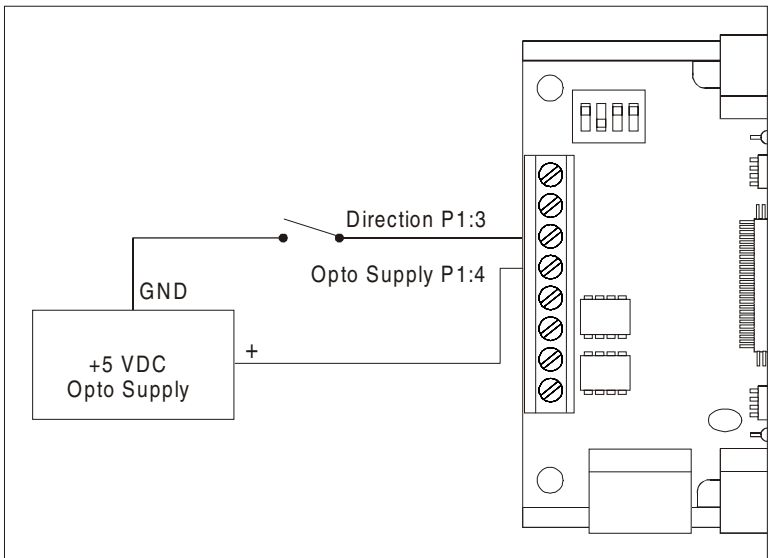 Direction P1:3
Opto Supply P1:4
GND
+
+5 VDC
Opto Supply